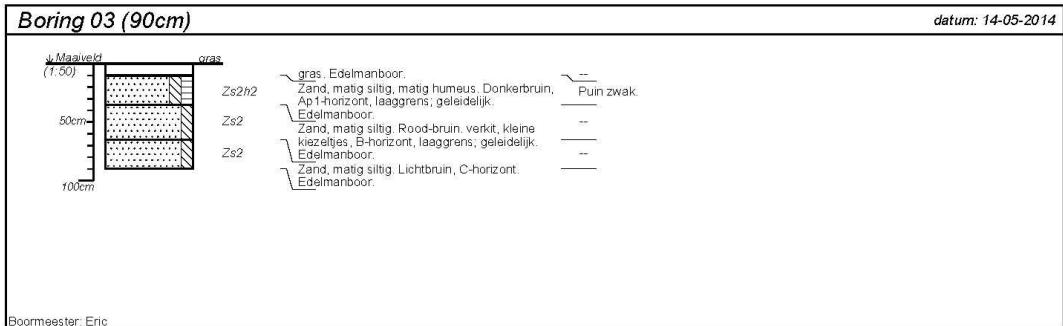 Boring 03 (90cm)
datum: 14-05-2014
Maaiveld
gras
(1:50)
50cm
100cm
Zs2h2
Zs2
Zs2
gras. Edelmanboor.
Zand, matig siltig, matig humeus. Donkerbruin,
Ap1-horizont, laaggrens; geleidelijk.
Edelmanboor.
Zand, matig siltig. Rood-bruin. verkit, kleine
kiezeltjes, B-horizont, laaggrens; geleidelijk.
Edelmanboor.
Zand, matig siltig. Lichtbruin, C-horizont.
Edelmanboor.
--
Puin zwak.
--
--
Boormeester: Eric